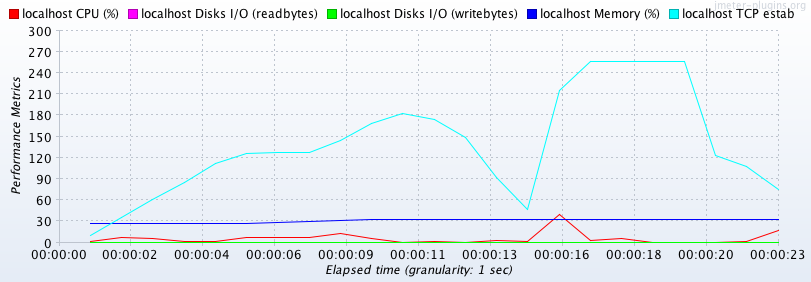 jmeter-plugins.org
localhost CPU (%) localhost Disks I/O (readbytes) localhost Disks I/O (writebytes) localhost Memory (%) localhost TCP estab
Performance Metrics
300
270
240
210
180
150
120
90
60
30
0
00:00:00 00:00:02 00:00:04 00:00:06 00:00:09 00:00:11 00:00:13 00:00:16 00:00:18 00:00:20 00:00:23
Elapsed time (granularity: 1 sec)